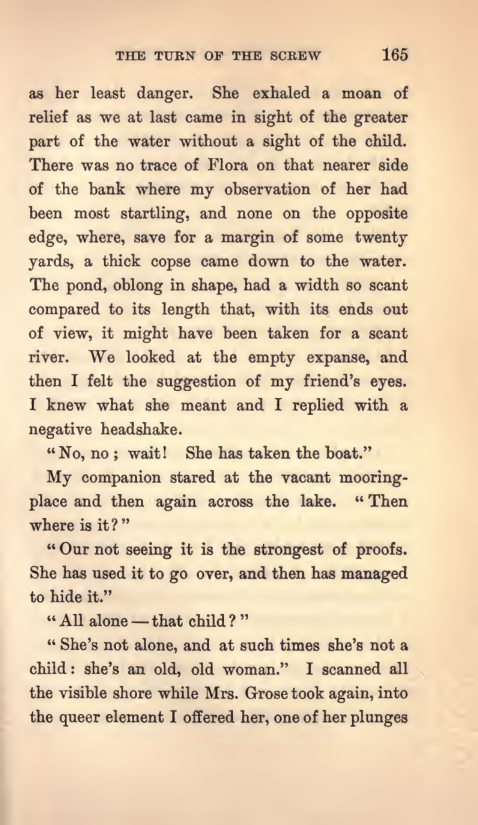 THE TURN OF THE SCREW 165
as her least danger. She exhaled a moan of
relief as we at last came in sight of the greater
part of the water without a sight of the child.
There was no trace of Flora on that nearer side
of the bank where my observation of her had
been most startling, and none on the opposite
edge, where, save for a margin of some twenty
yards, a thick copse came down to the water.
The pond, oblong in shape, had a width so scant
compared to its length that, with its ends out
of view, it might have been taken for a scant
river. We looked at the empty expanse, and
then I felt the suggestion of my friend's eyes.
I knew what she meant and I replied with a
negative headshake.
“No, no; wait! She has taken the boat.”
My companion stared at the vacant mooring-
place and then again across the lake. “Then
where is it?”
“Our not seeing it is the strongest of proofs.
She has used it to go over, and then has managed
to hide it.”
“All alone — that child?”
“She's not alone, and at such times she's not a
child: she's an old, old woman.” I scanned all
the visible shore while Mrs. Grose took again, into
the queer element I offered her, one of her plunges